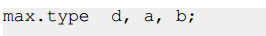 max.type  d, a, b;